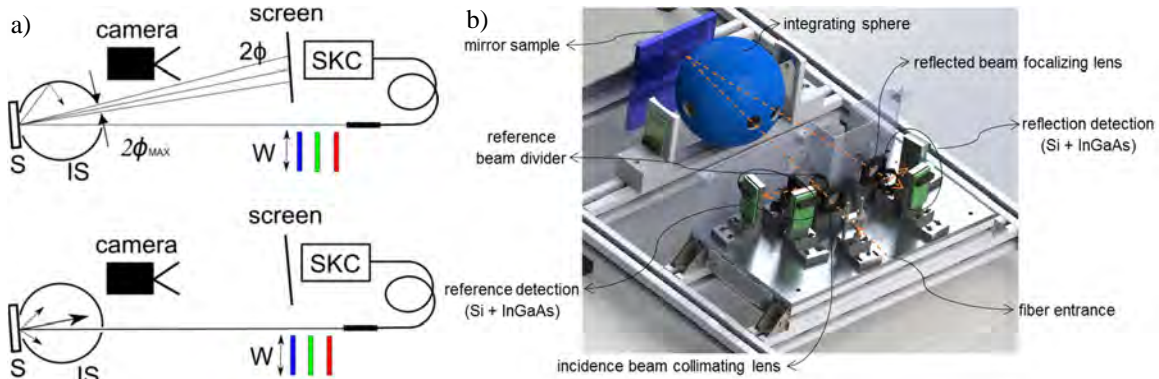 a)
screen
camera
2ϕ
SKC
2ϕMAX
S
IS
W
screen
camera
SKC
S
IS
W
b)
integrating sphere
mirror sample
reflected beam focalizing lens
reference
beam divider
reflection detection
(Si + InGaAs)
reference detection
(Si + InGaAs)
fiber entrance
incidence beam collimating lens